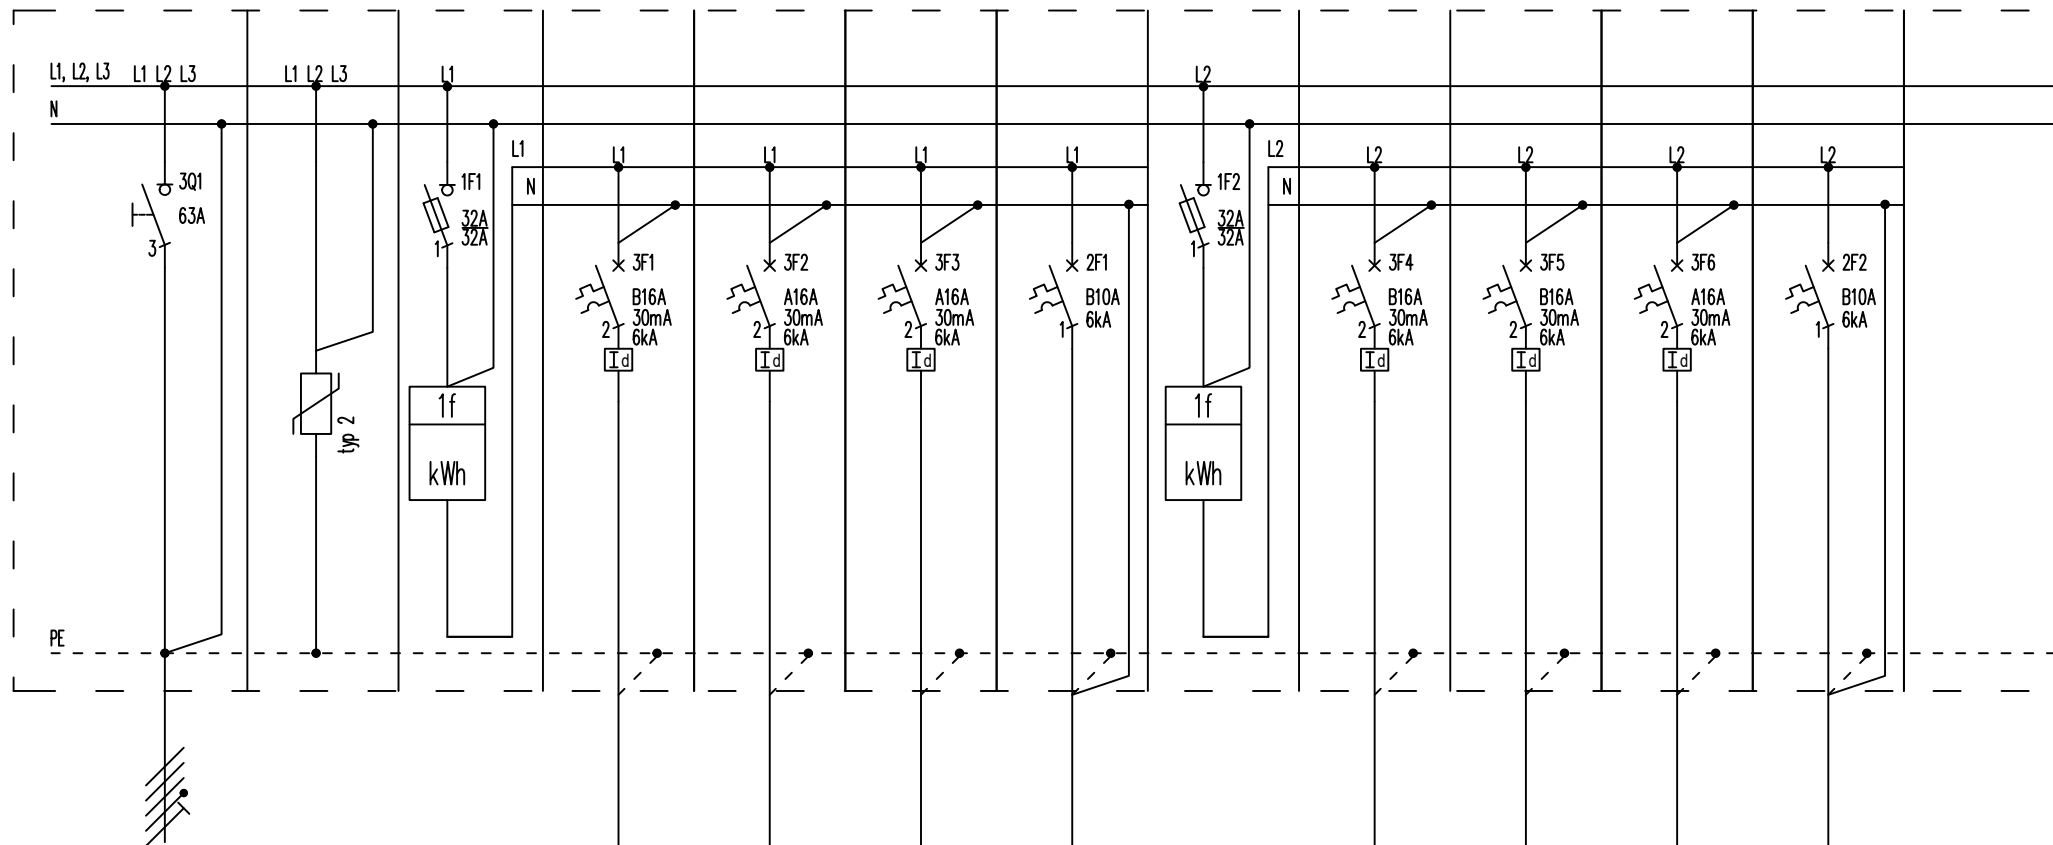 L1, L2, L3
L1 L2 L3
L1 L2 L3
L1
L2
N
L1
L1
L1
L1
L1
L2
L2
L2
L2
L2
N
N
3Q1
63A
3
1F1
32A
32A
1
1F2
32A
32A
1
3F1
B16A
30mA
6kA
2
Id
3F2
A16A
30mA
6kA
2
Id
3F3
A16A
30mA
6kA
2
Id
2F1
B10A
6kA
1
3F4
B16A
30mA
6kA
2
Id
3F5
B16A
30mA
6kA
2
Id
3F6
A16A
30mA
6kA
2
Id
2F2
B10A
6kA
1
typ 2
1f
kWh
1f
kWh
PE